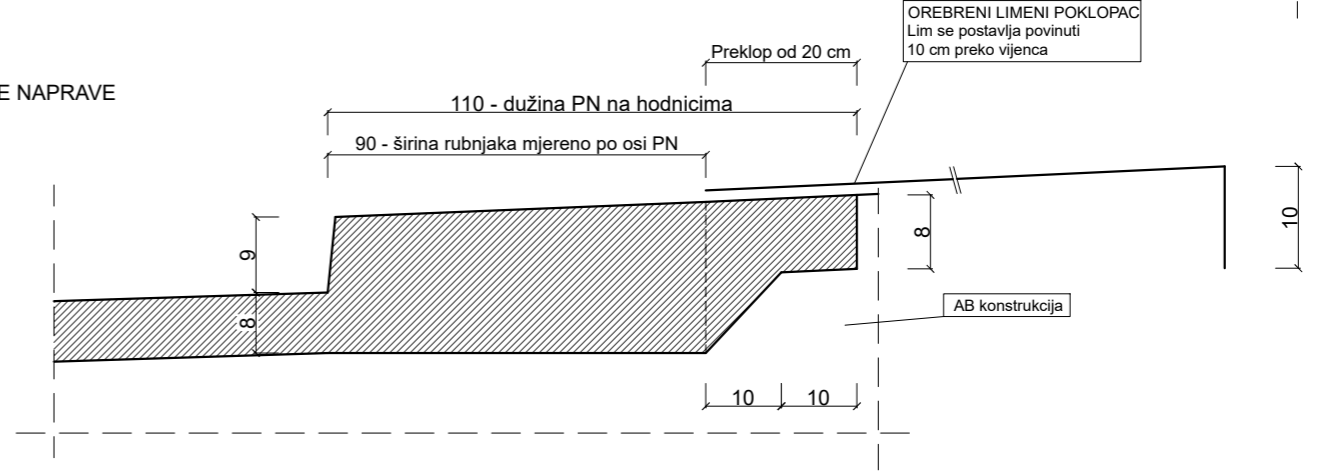 OREBRENI LIMENI POKLOPAC
Lim se postavlja povinuti
10 cm preko vijenca
Preklop od 20 cm
E NAPRAVE
110 - dužina PN na hodnicima
90 - širina rubnjaka mjereno po osi PN
9
8
8
10
AB konstrukcija
10
10